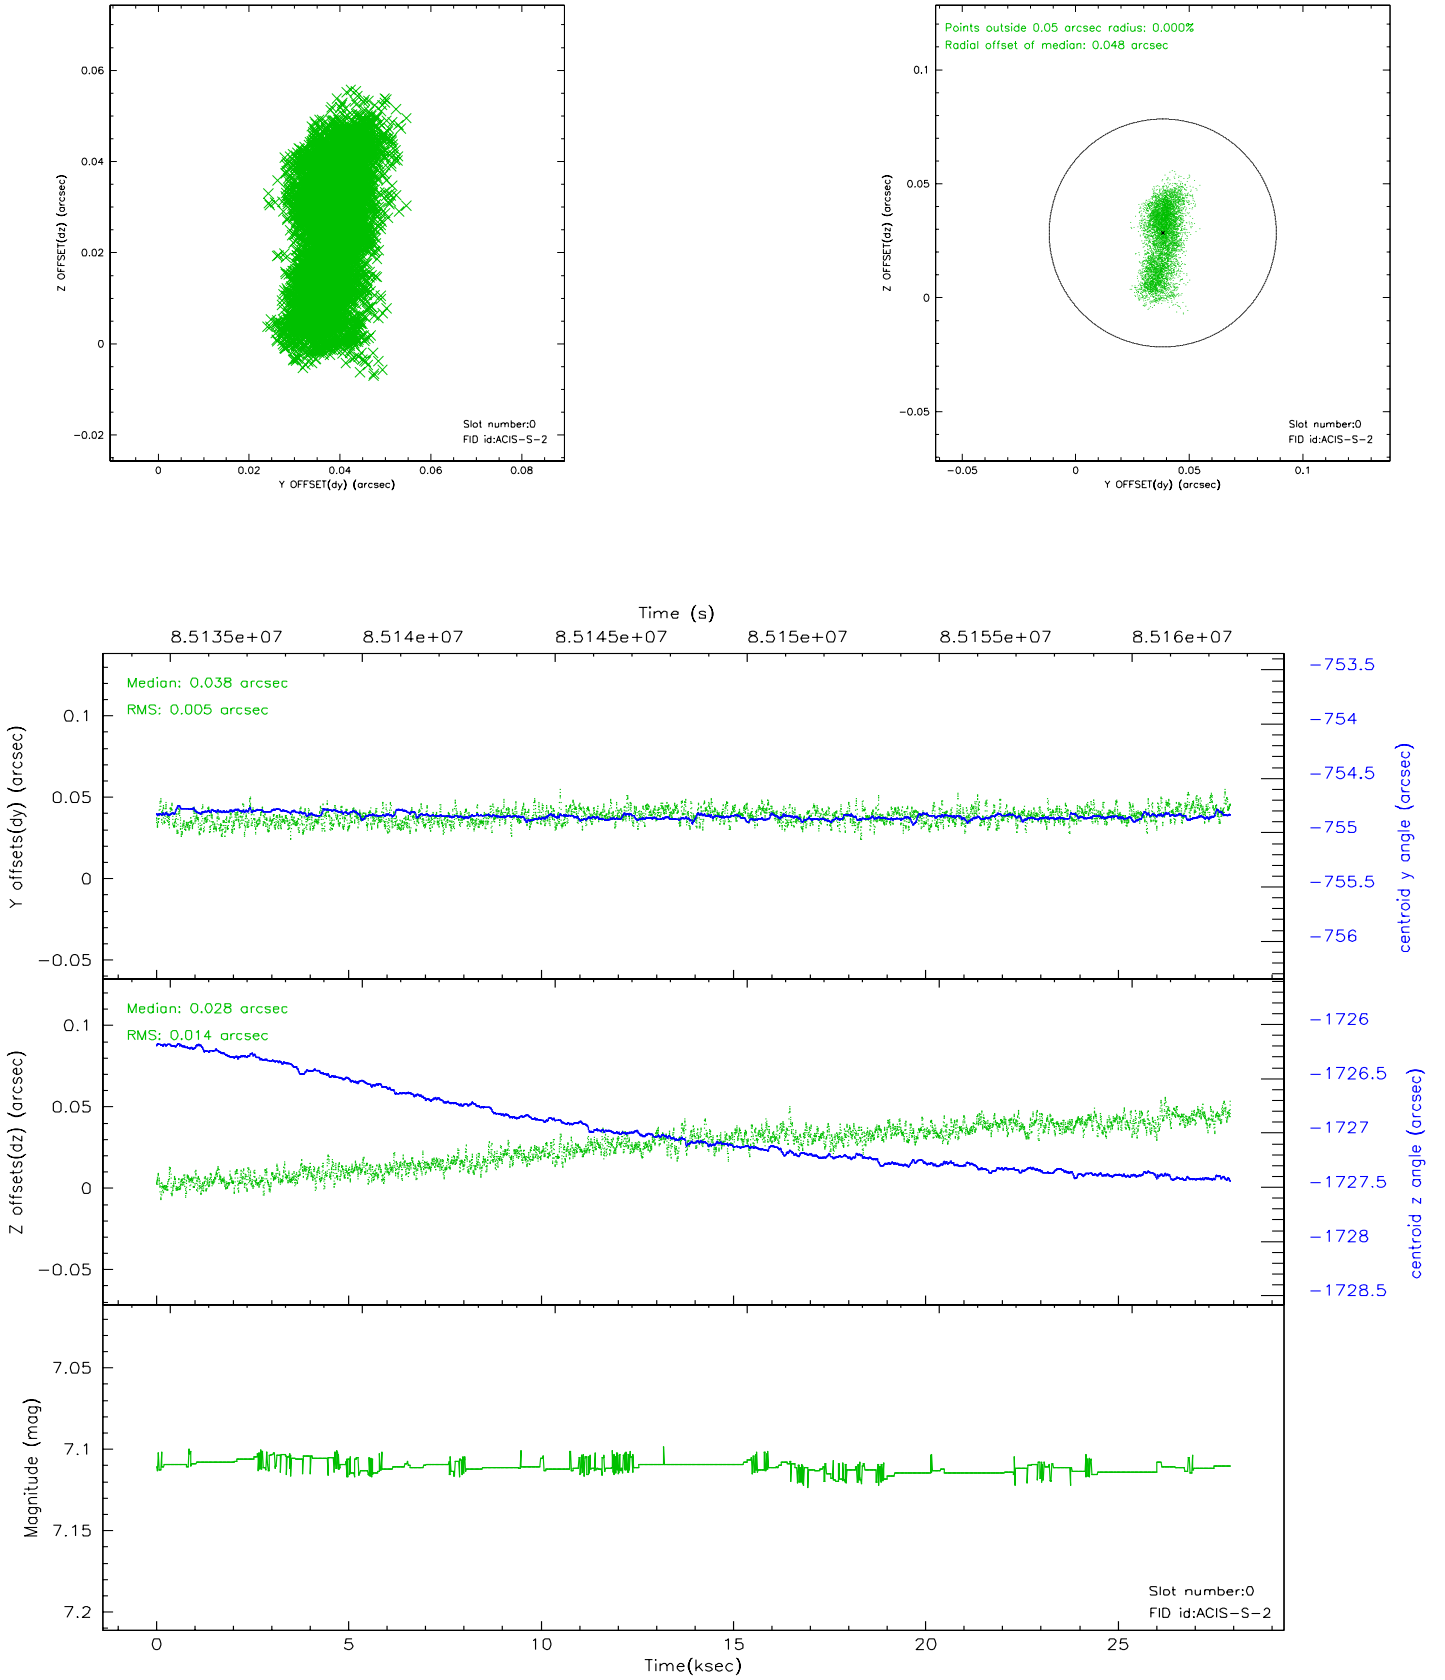 0.06
0.04
0.02
0
−0.02
Z OFFSET(dz) (arcsec)
Slot number:0
FID id:ACIS−S−2
0
0.02
0.04
0.06
0.08
Y OFFSET(dy) (arcsec)
Points outside 0.05 arcsec radius: 0.000%
Radial offset of median: 0.048 arcsec
0.1
0.05
0
−0.05
Z OFFSET(dz) (arcsec)
Slot number:0
FID id:ACIS−S−2
−0.05
0
0.05
0.1
Y OFFSET(dy) (arcsec)
Time (s)
8.5135e+07
8.514e+07
8.5145e+07
8.515e+07
8.5155e+07
8.516e+07
Median: 0.038 arcsec
RMS: 0.005 arcsec
0.1
0.05
0
−0.05
Y offsets(dy) (arcsec)
−753.5
−754
−754.5
−755
−755.5
−756
centroid y angle (arcsec)
Median: 0.028 arcsec
RMS: 0.014 arcsec
0.1
0.05
0
−0.05
Z offsets(dz) (arcsec)
−1726
−1726.5
−1727
−1727.5
−1728
−1728.5
centroid z angle (arcsec)
7.05
7.1
7.15
7.2
Magnitude (mag)
Slot number:0
FID id:ACIS−S−2
0
5
10
15
20
25
Time(ksec)